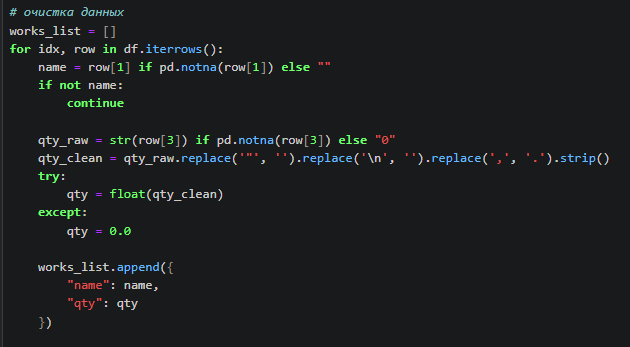 # очистка данных
works_list = []
for idx, row in df.iterrows():
    name = row[1] if pd.notna(row[1]) else ""
    if not name:
        continue

    qty_raw = str(row[3]) if pd.notna(row[3]) else "0"
    qty_clean = qty_raw.replace('"', '').replace('\n', '').replace(',', '.').strip()
    try:
        qty = float(qty_clean)
    except:
        qty = 0.0

    works_list.append({
        "name": name,
        "qty": qty
    })